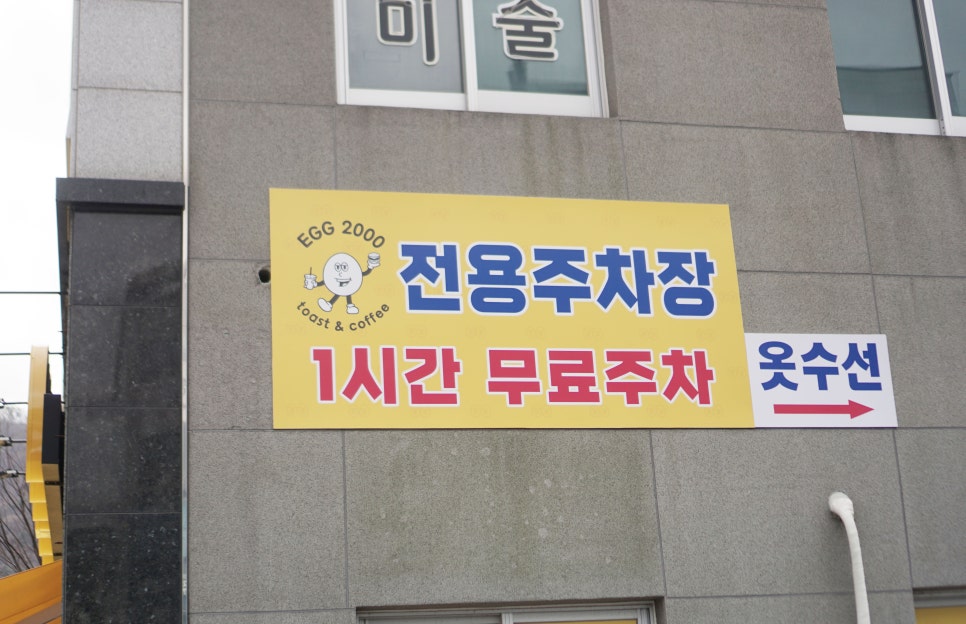 미술
EGG 2000
toast & coffee
전용주차장
1시간 무료주차
옷수선